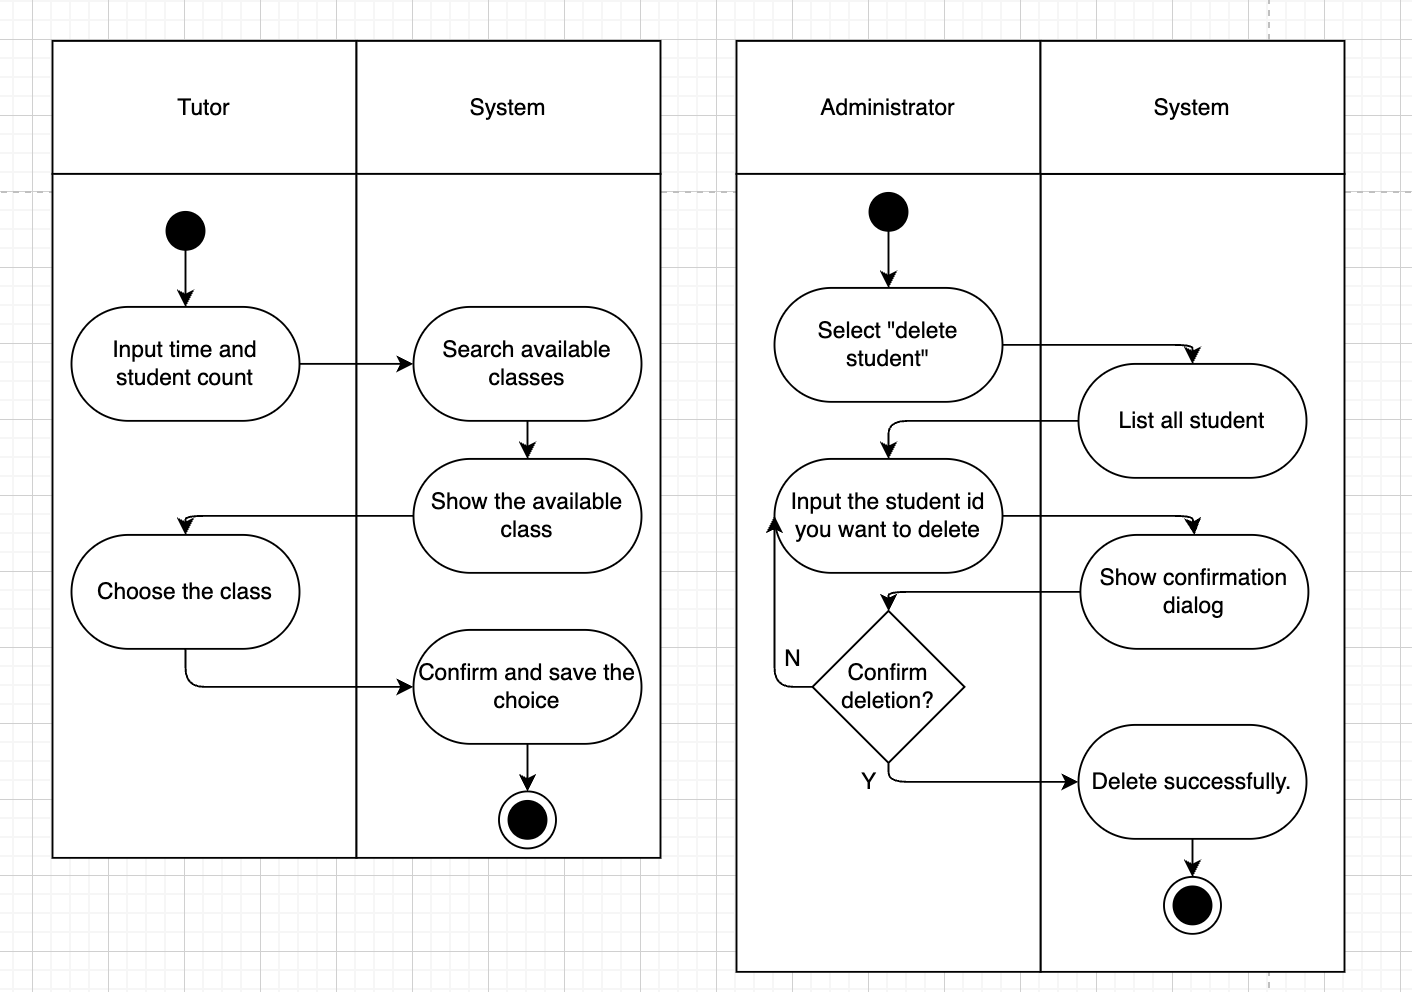 Tutor
System
Input time and
student count
Search available
classes
Show the available
class
Choose the class
Confirm and save the
choice
Administrator
System
Select "delete
student"
List all student
Input the student id
you want to delete
Show confirmation
dialog
N
Confirm
deletion?
Y
Delete successfully.